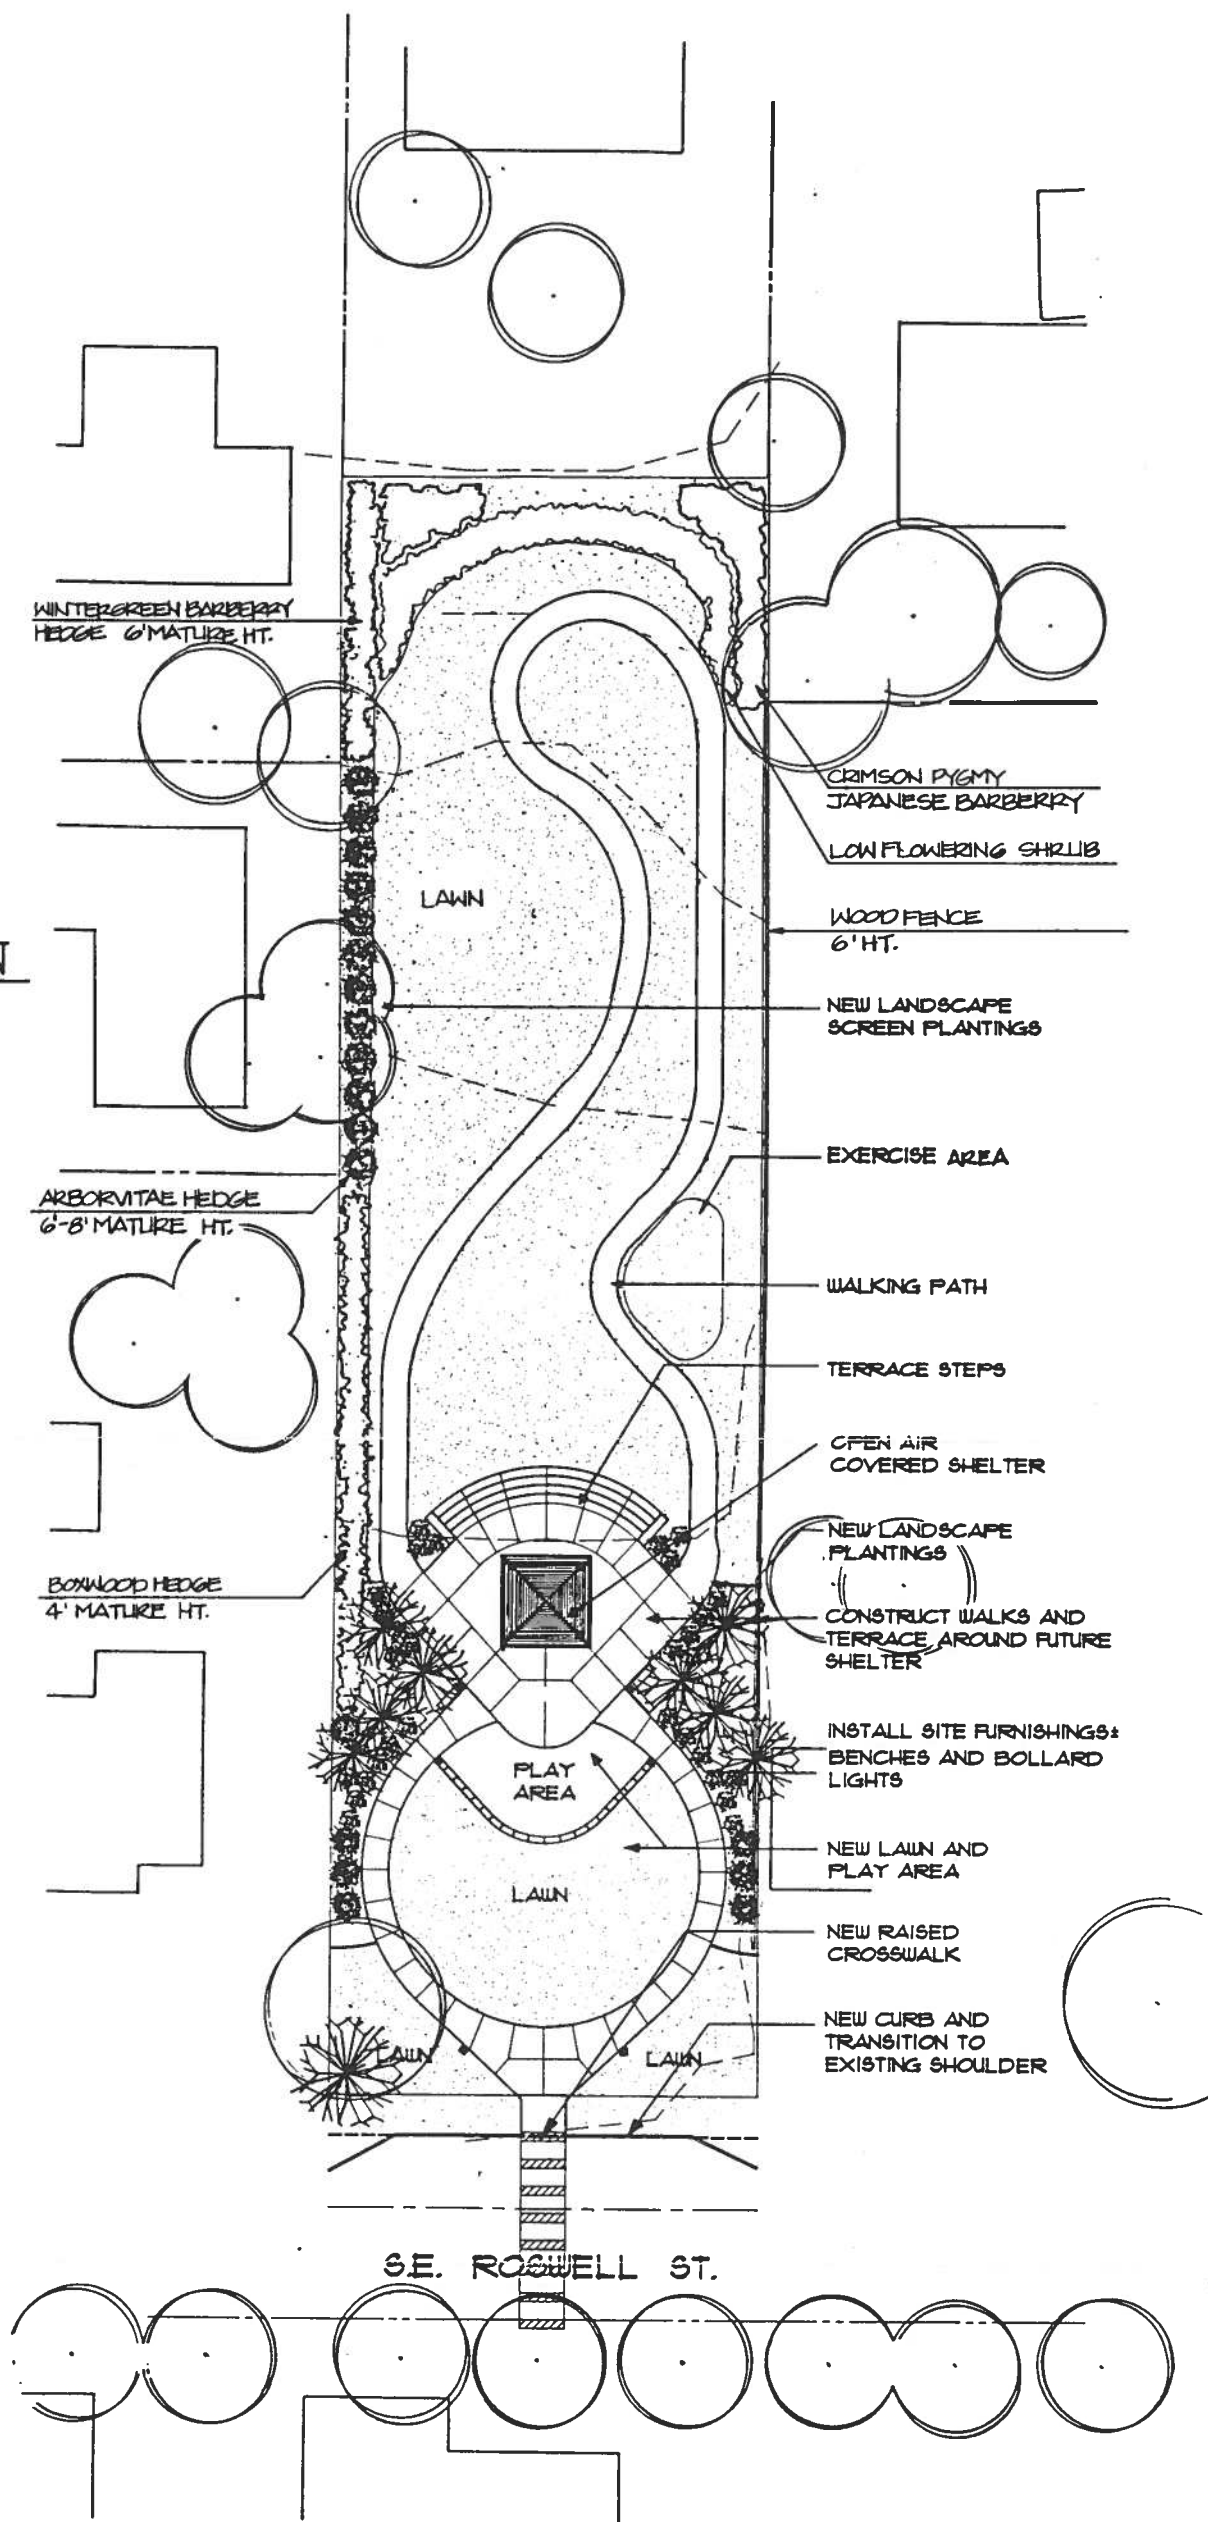 WINTERGREEN BARBERRY
HEDGE 6' MATURE HT.
CRIMSON PYGMY
JAPANESE BARBERRY
LOW FLOWERING SHRUB
LAWN
WOOD FENCE
6' HT.
N
NEW LANDSCAPE
SCREEN PLANTINGS
EXERCISE AREA
ARBORVITAE HEDGE
6'-8' MATURE HT.
WALKING PATH
TERRACE STEPS
OPEN AIR
COVERED SHELTER
NEW LANDSCAPE
PLANTINGS
BOXWOOD HEDGE
4' MATURE HT.
CONSTRUCT WALKS AND
TERRACE AROUND FUTURE
SHELTER
INSTALL SITE FURNISHINGS:
BENCHES AND BOLLARD
LIGHTS
PLAY
AREA
NEW LAWN AND
PLAY AREA
LAWN
NEW RAISED
CROSSWALK
NEW CURB AND
TRANSITION TO
EXISTING SHOULDER
LAWN
LAWN
S.E. ROSWELL ST.